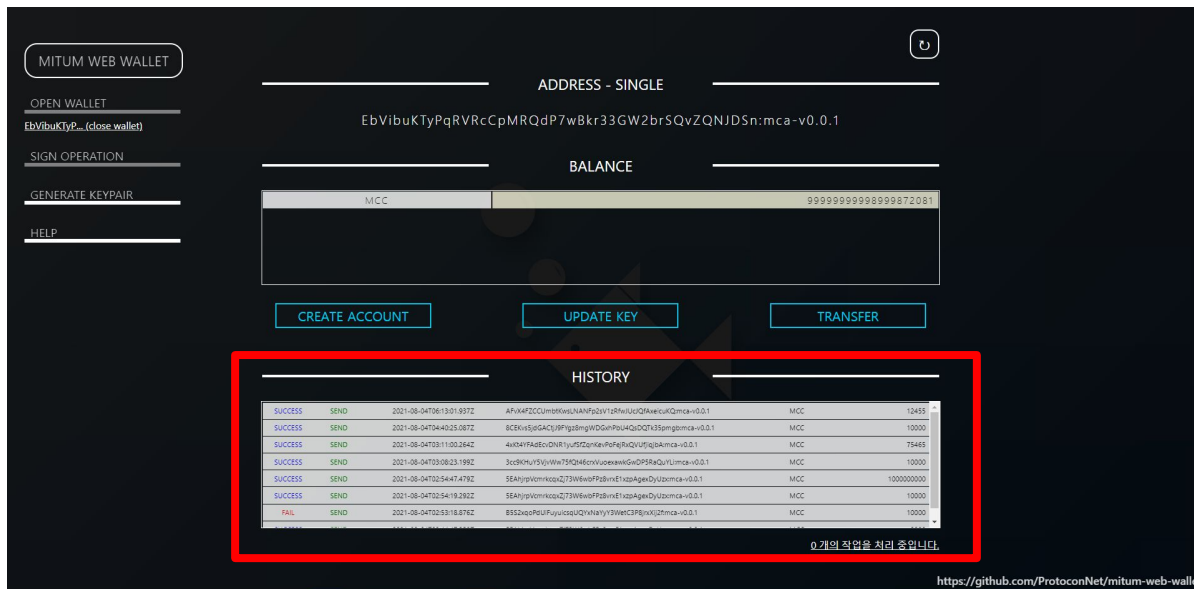 MITUM WEB WALLET
↻
OPEN WALLET
EbVibuKTyP... (close wallet)
SIGN OPERATION
GENERATE KEYPAIR
HELP
ADDRESS - SINGLE
EbVibuKTyPqRVRcCpMRQdP7wBkr33GW2brSQvZQNJDSn:mca-v0.0.1
BALANCE
MCC 99999999998999872081
CREATE ACCOUNT UPDATE KEY TRANSFER
HISTORY
SUCCESS SEND 2021-08-04T06:13:01.937Z MCC 12455
SUCCESS SEND 2021-08-04T04:40:25.087Z MCC 10000
SUCCESS SEND 2021-08-04T03:11:00.264Z MCC 75465
SUCCESS SEND 2021-08-04T03:08:23.199Z MCC 10000
SUCCESS SEND 2021-08-04T02:54:47.479Z MCC 1000000000
SUCCESS SEND 2021-08-04T02:54:19.292Z MCC 10000
FAIL SEND 2021-08-04T02:53:18.876Z MCC 10000
0 개의 작업을 처리 중입니다.
https://github.com/ProtoconNet/mitum-web-wall